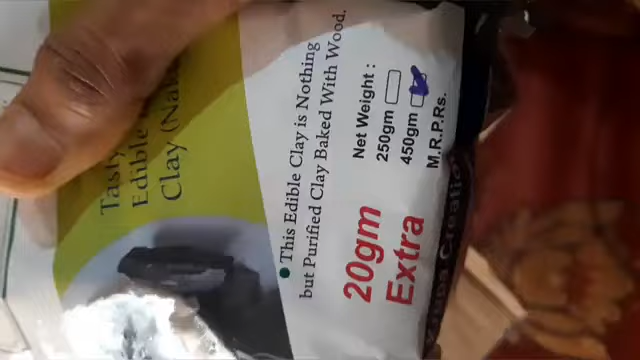 Tasty
Edible
Clay
This Edible Clay is Nothing
but Purified Clay Baked With Wood.
Net Weight :
250gm
450gm
M.R.P.Rs.
20gm
Extra
Creatio